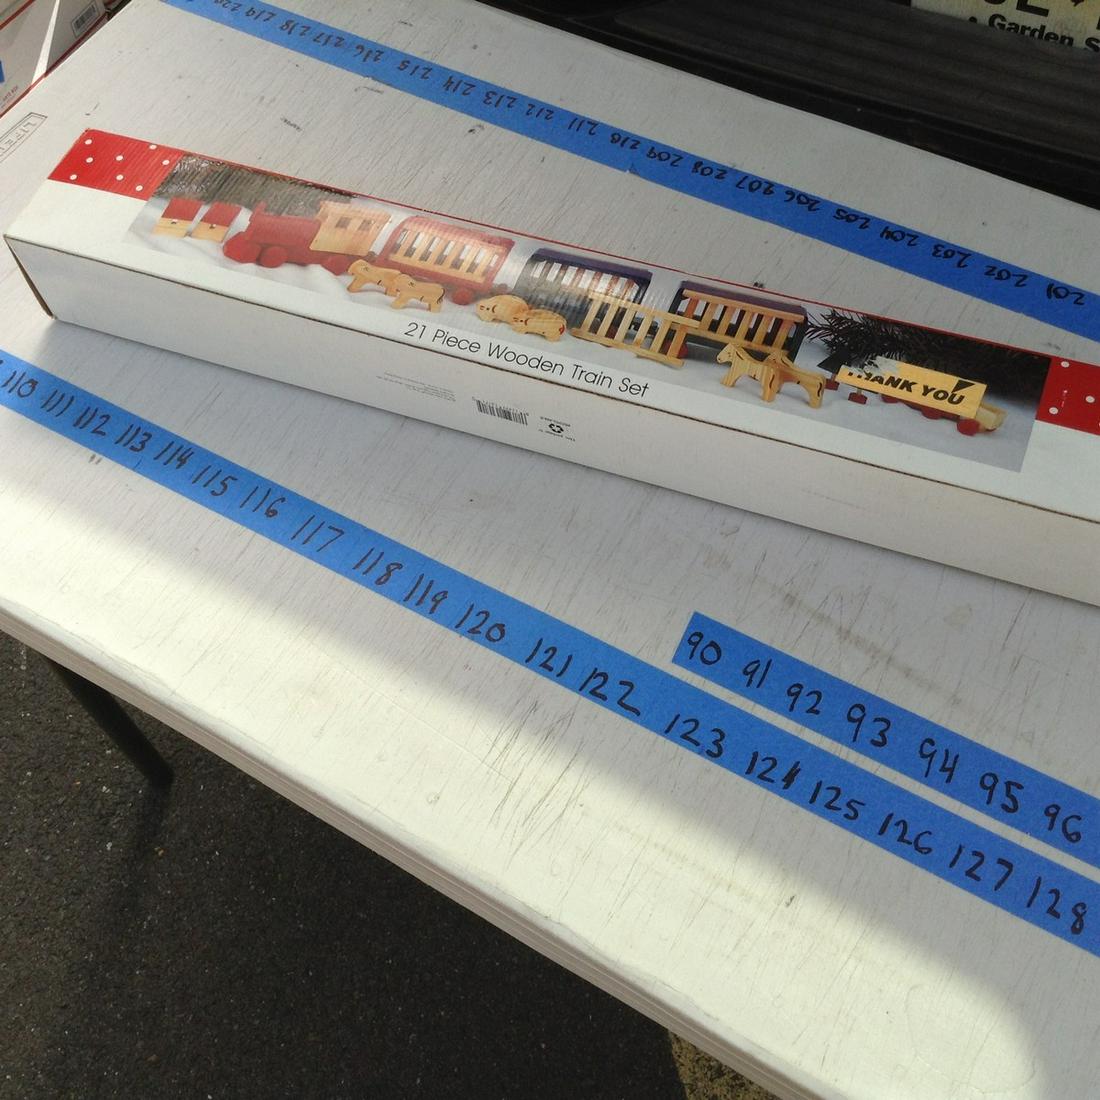 Garden
220 219 218 217 216 215 214 213 212 211 210 209 208 207 206 205 204 203 202 201
LIFE
THANK YOU
21 Piece Wooden Train Set
110 111 112 113 114 115 116 117 118 119 120 121 122 123 124 125 126 127 128
90 91 92 93 94 95 96